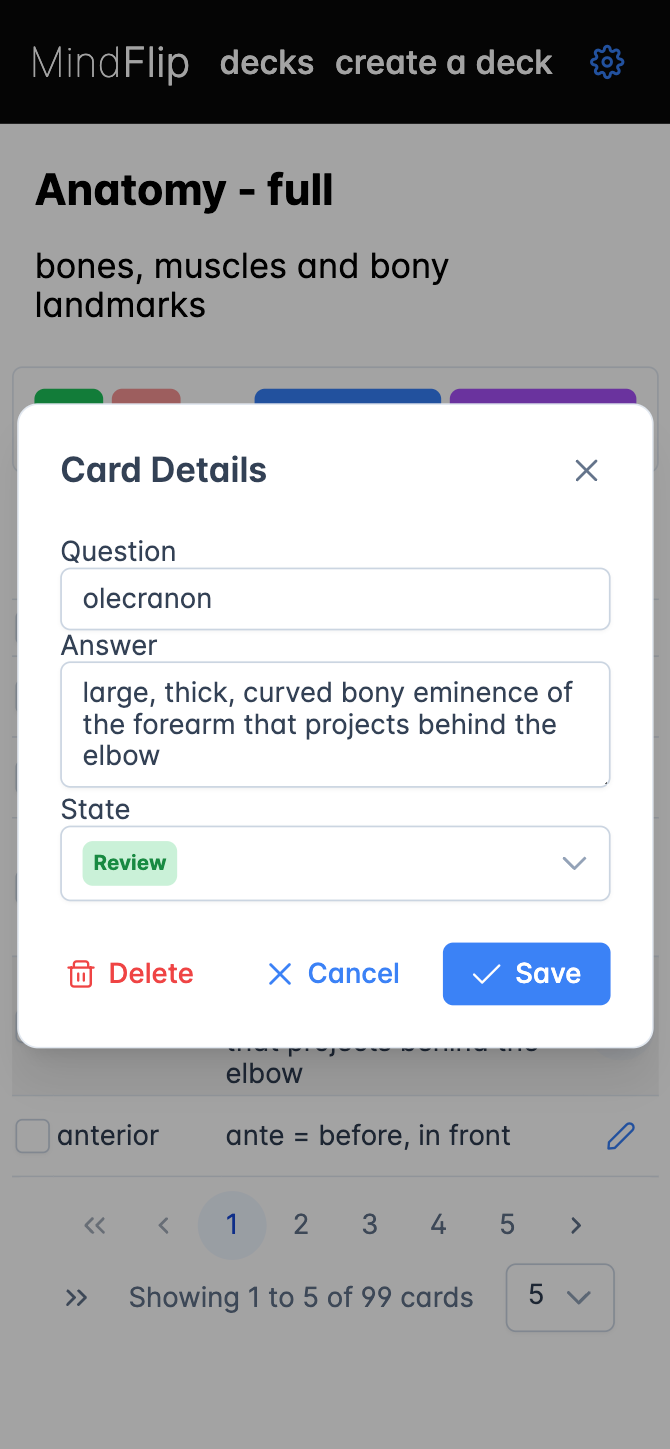 MindFlip decks create a deck
Anatomy - full
bones, muscles and bony
landmarks
Card Details
Question
olecranon
Answer
large, thick, curved bony eminence of
the forearm that projects behind the
elbow
State
Review
Delete Cancel Save
that projects behind the
elbow
anterior ante = before, in front
1 2 3 4 5
Showing 1 to 5 of 99 cards 5